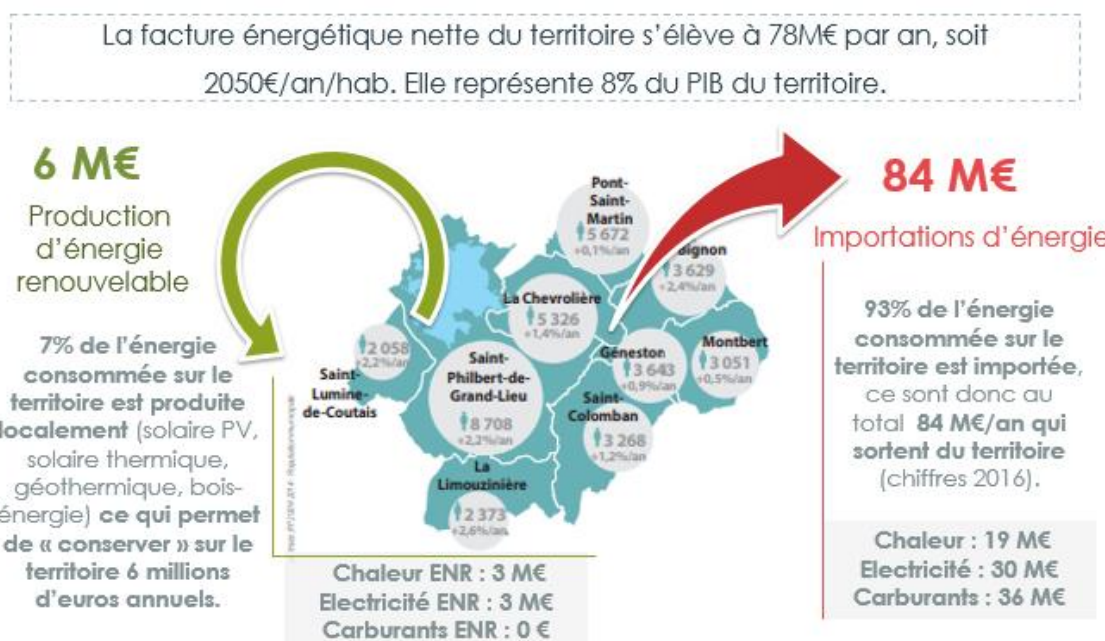 La facture énergétique nette du territoire s'élève à 78M€ par an, soit
2050€/an/hab. Elle représente 8% du PIB du territoire.
6 M€
Production
d'énergie
renouvelable
7% de l'énergie
consommée sur le
territoire est produite
localement (solaire PV,
solaire thermique,
géothermique, bois-
énergie) ce qui permet
de « conserver » sur le
territoire 6 millions
d'euros annuels.
Pont-
Saint-
Martin
5 672
+0,1%/an
bignon
3 629
+2,4%/an
La Chevrolière
5 326
+1,4%/an
Montbert
3 051
+0,5%/an
Géneston
3 643
+0,9%/an
2 058
+2,2%/an
Saint-
Lumine-
de-Coutais
Saint-
Philbert-de-
Grand-Lieu
8 708
+2,2%/an
Saint-
Colomban
3 268
+1,2%/an
La
Limouzinière
2 373
+2,6%/an
Chaleur ENR : 3 M€
Electricité ENR : 3 M€
Carburants ENR : 0 €
84 M€
Importations d'énergie
93% de l'énergie
consommée sur le
territoire est importée,
ce sont donc au
total 84 M€/an qui
sortent du territoire
(chiffres 2016).
Chaleur : 19 M€
Electricité : 30 M€
Carburants : 36 M€